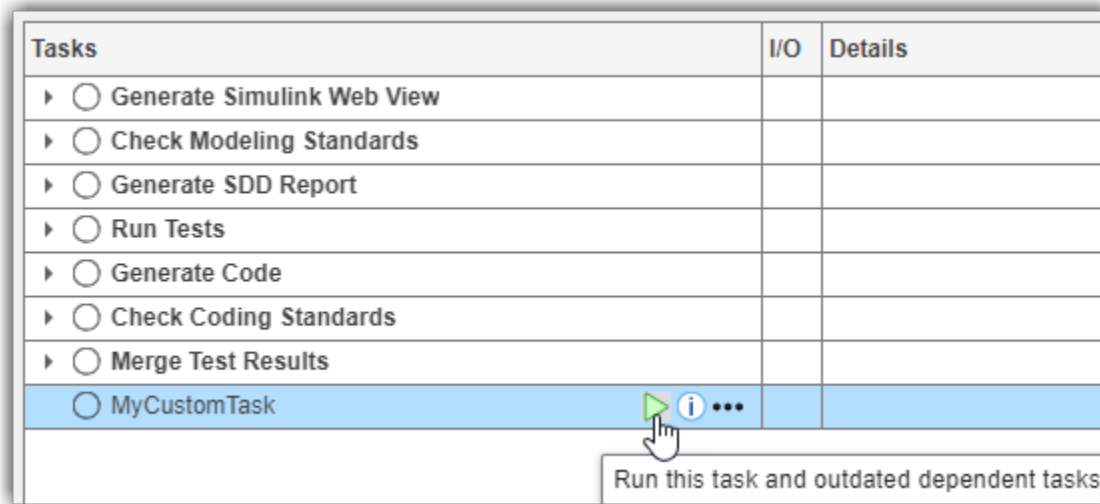 Tasks I/O Details
Generate Simulink Web View
Check Modeling Standards
Generate SDD Report
Run Tests
Generate Code
Check Coding Standards
Merge Test Results
MyCustomTask i •••
Run this task and outdated dependent tasks